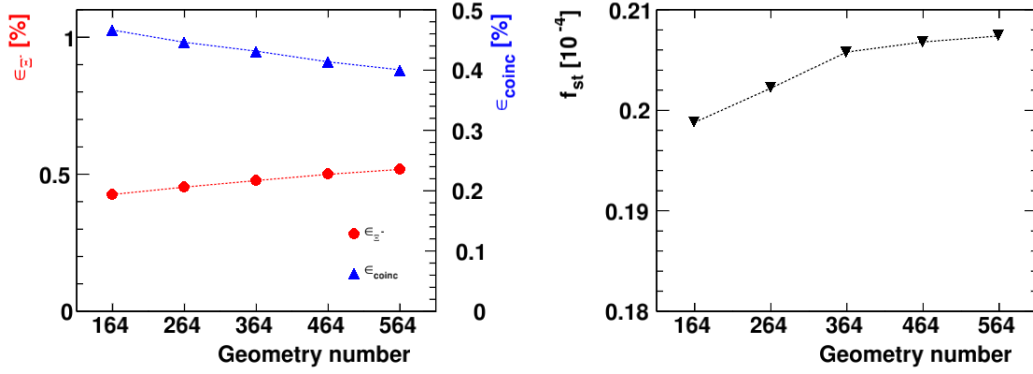 ϵ_Ξ⁻ [%]
1
0.5
0
164 264 364 464 564
Geometry number
ϵ_Ξ⁻
ϵ_coinc
0.5
0.4
0.3
0.2
0.1
0
ϵ_coinc [%]
f_st [10⁻⁴]
0.21
0.2
0.19
0.18
164 264 364 464 564
Geometry number